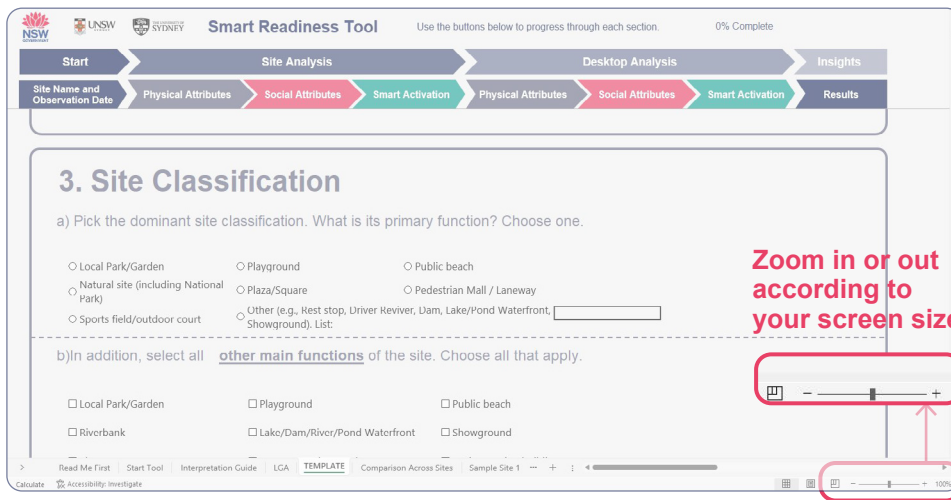 NSW
GOVERNMENT
UNSW
SYDNEY
THE UNIVERSITY OF
SYDNEY
Smart Readiness Tool
Use the buttons below to progress through each section.
0% Complete
Start
Site Analysis
Desktop Analysis
Insights
Site Name and
Observation Date
Physical Attributes
Social Attributes
Smart Activation
Physical Attributes
Social Attributes
Smart Activation
Results
3. Site Classification
a) Pick the dominant site classification. What is its primary function? Choose one.
Local Park/Garden
Playground
Public beach
Natural site (including National
Park)
Plaza/Square
Pedestrian Mall / Laneway
Sports field/outdoor court
Other (e.g., Rest stop, Driver Reviver, Dam, Lake/Pond Waterfront,
Showground). List:
Zoom in or out
according to
your screen size
b)In addition, select all other main functions of the site. Choose all that apply.
Local Park/Garden
Playground
Public beach
Riverbank
Lake/Dam/River/Pond Waterfront
Showground
Read Me First
Start Tool
Interpretation Guide
LGA
TEMPLATE
Comparison Across Sites
Sample Site 1
Calculate
Accessibility: Investigate
100%